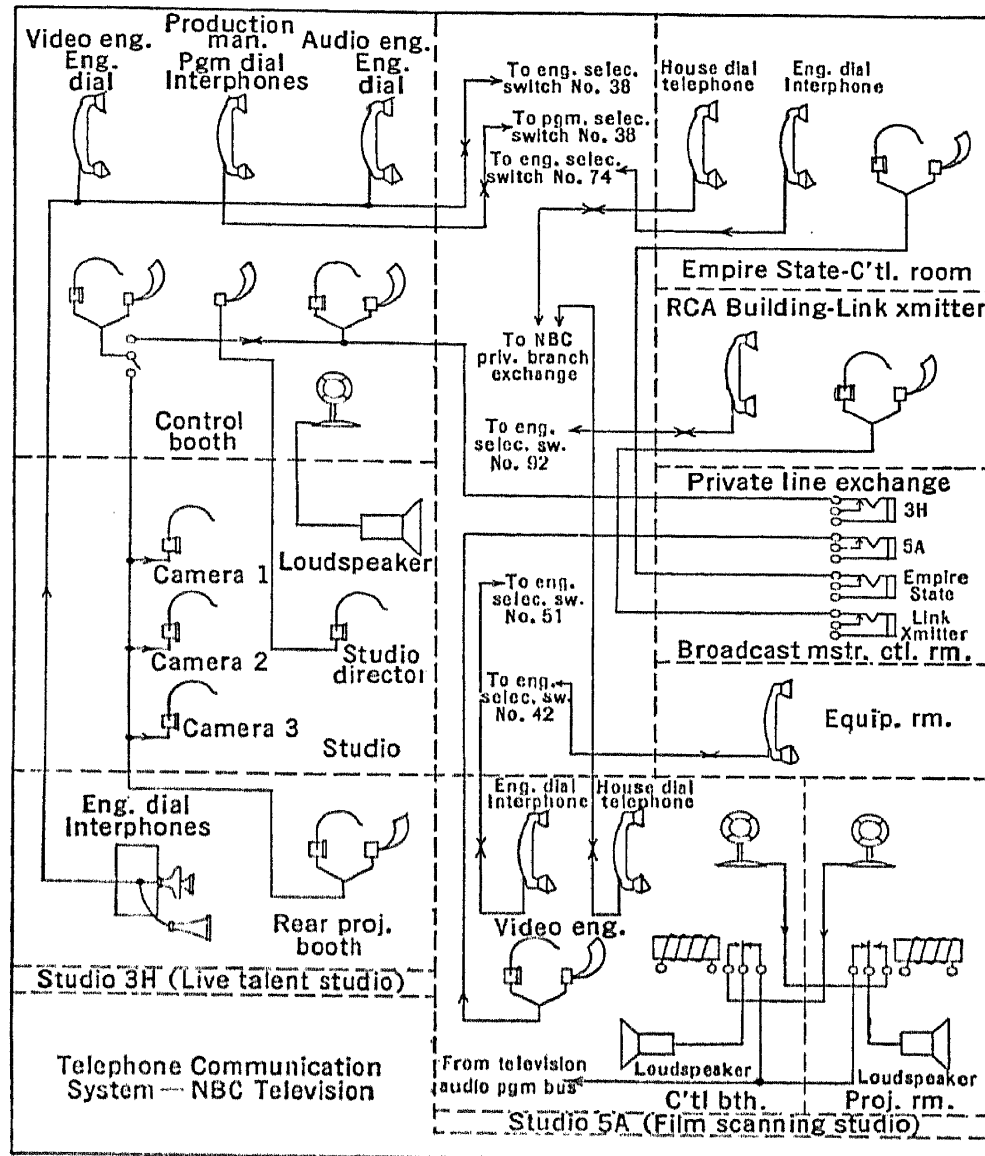 Video eng.
Eng.
dial
Production
man.
Pgm dial
Interphones
Audio eng.
Eng.
dial
To eng. selec.
switch No. 38
To pgm. selec.
switch No. 38
To eng. selec.
switch No. 74
House dial
telephone
Eng. dial
Interphone
Empire State-C'tl. room
RCA Building-Link xmitter
To NBC
priv. branch
exchange
To eng.
selec. sw.
No. 92
Control
booth
Private line exchange
3H
5A
Empire
State
Link
Xmitter
Broadcast mstr. ctl. rm.
Loudspeaker
Camera 1
Camera 2
Camera 3
Studio
director
Studio
To eng.
selec. sw.
No. 51
To eng.
selec. sw.
No. 42
Equip. rm.
Eng. dial
Interphones
Rear proj.
booth
Studio 3H (Live talent studio)
Eng. dial
Interphone
House dial
telephone
Video eng.
Loudspeaker
Loudspeaker
From television
audio pgm bus
C'tl bth.
Proj. rm.
Studio 5A (Film scanning studio)
Telephone Communication
System — NBC Television